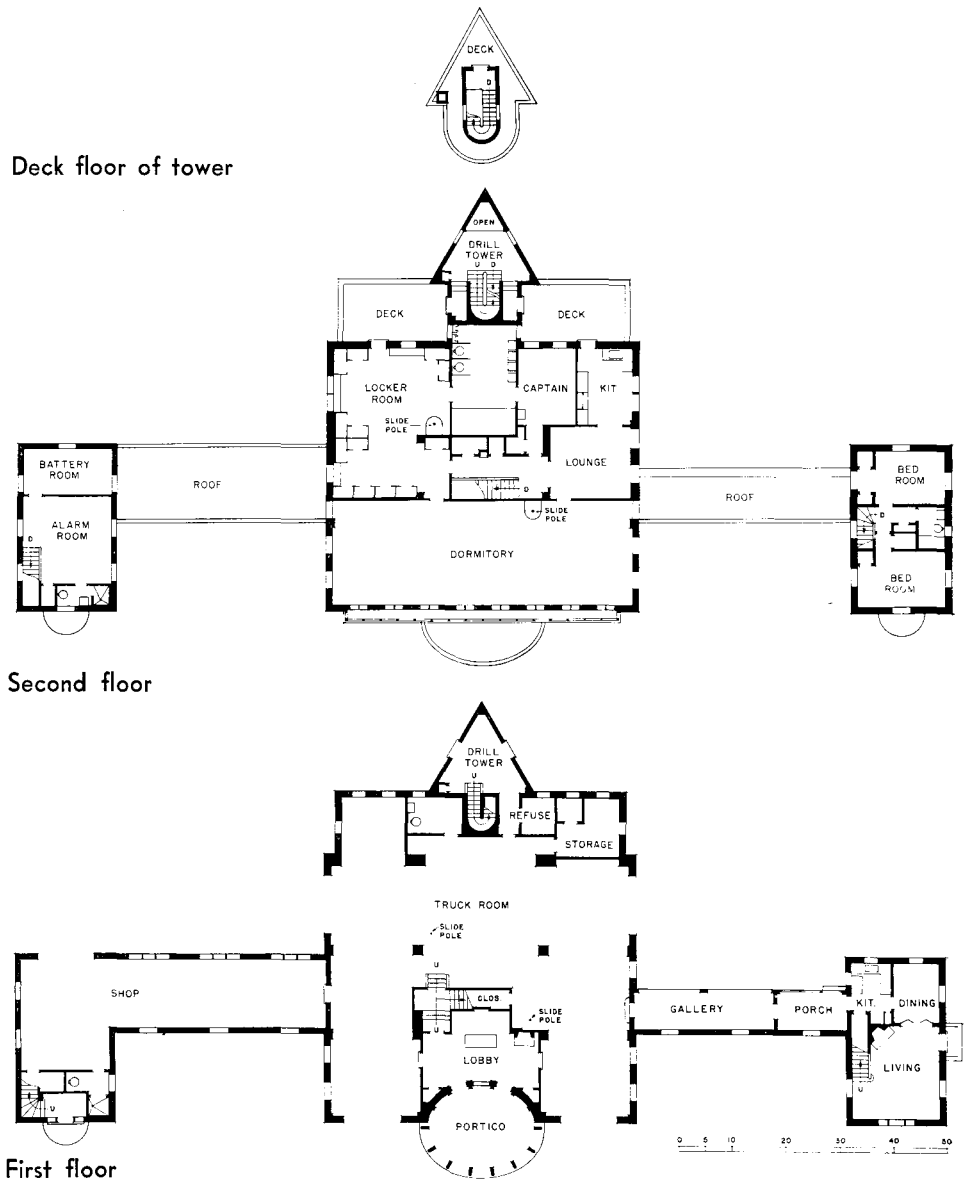 DECK
D
Deck floor of tower
OPEN
DRILL
TOWER
U D
DECK
DECK
LOCKER
ROOM
CAPTAIN
KIT
SLIDE
POLE
BATTERY
ROOM
ROOF
LOUNGE
BED
ROOM
ROOF
D
SLIDE
POLE
ALARM
ROOM
D
D
DORMITORY
BED
ROOM
Second floor
DRILL
TOWER
U
REFUSE
STORAGE
TRUCK ROOM
SLIDE
POLE
U
SHOP
CLOS.
GALLERY
PORCH
KIT.
DINING
SLIDE
POLE
U
LOBBY
LIVING
U
U
PORTICO
0 5 10 20 30 40 50
First floor